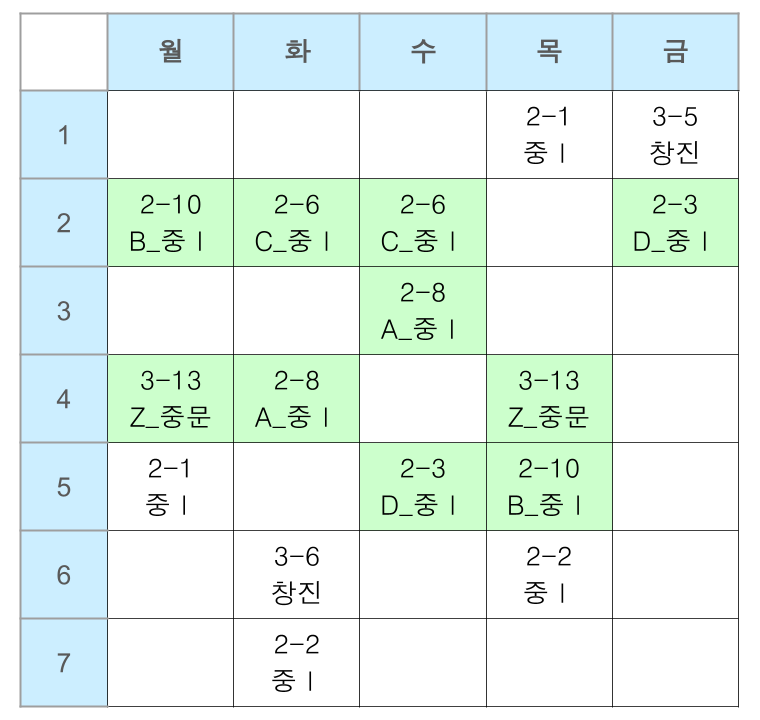 월 화 수 목 금
1
2-1 3-5
중Ⅰ 창진
2
2-10 2-6 2-6 2-3
B_중Ⅰ C_중Ⅰ C_중Ⅰ D_중Ⅰ
3
2-8
A_중Ⅰ
4
3-13 2-8 3-13
Z_중문 A_중Ⅰ Z_중문
5
2-1 2-3 2-10
중Ⅰ D_중Ⅰ B_중Ⅰ
6
3-6 2-2
창진 중Ⅰ
7
2-2
중Ⅰ